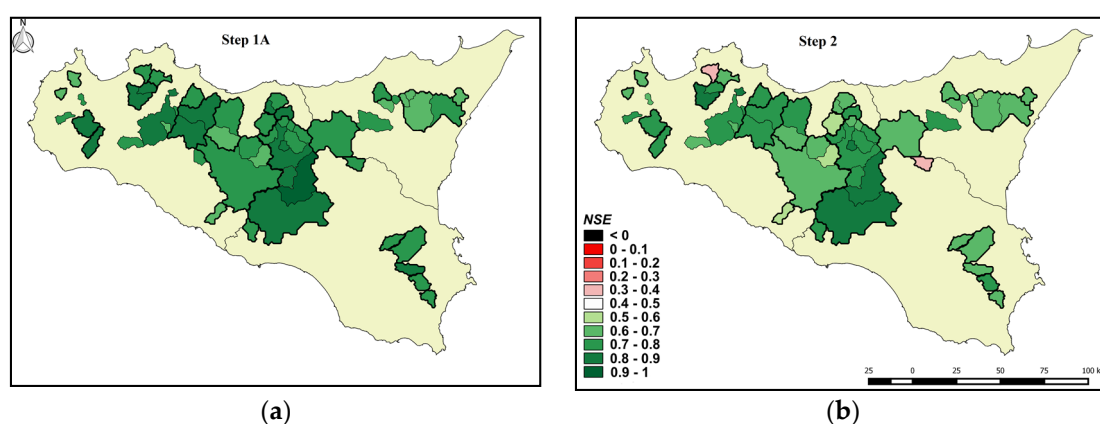 N
Step 1A
Step 2
NSE
< 0
0 - 0.1
0.1 - 0.2
0.2 - 0.3
0.3 - 0.4
0.4 - 0.5
0.5 - 0.6
0.6 - 0.7
0.7 - 0.8
0.8 - 0.9
0.9 - 1
25 0 25 50 75 100 k
(a)
(b)